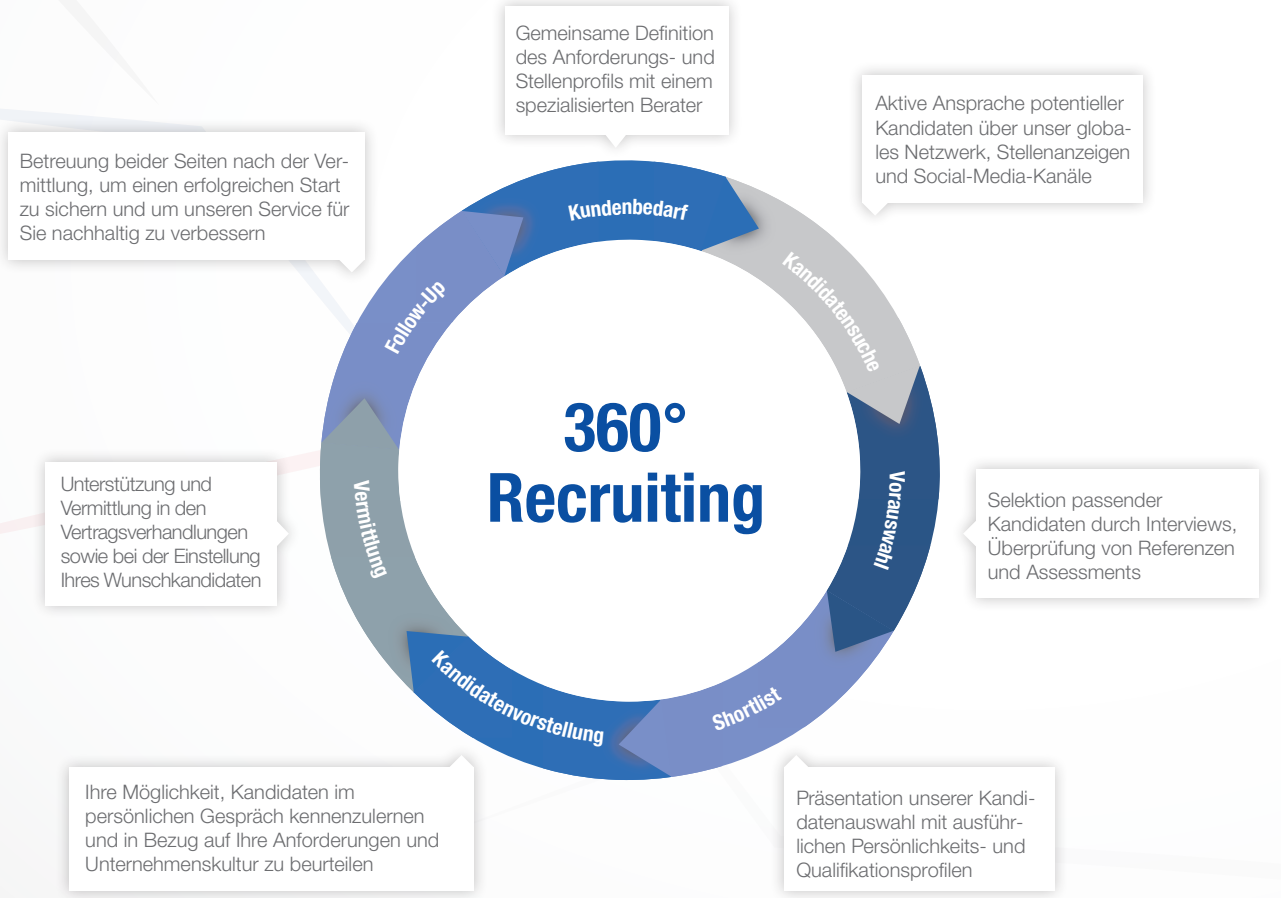 Gemeinsame Definition
des Anforderungs- und
Stellenprofils mit einem
spezialisierten Berater
Aktive Ansprache potentieller
Kandidaten über unser globa-
les Netzwerk, Stellenanzeigen
und Social-Media-Kanäle
Betreuung beider Seiten nach der Ver-
mittlung, um einen erfolgreichen Start
zu sichern und um unseren Service für
Sie nachhaltig zu verbessern
Kundenbedarf
Kandidatensuche
Follow-Up
360°
Recruiting
Vorauswahl
Vermittlung
Unterstützung und
Vermittlung in den
Vertragsverhandlungen
sowie bei der Einstellung
Ihres Wunschkandidaten
Selektion passender
Kandidaten durch Interviews,
Überprüfung von Referenzen
und Assessments
Kandidatenvorstellung
Shortlist
Ihre Möglichkeit, Kandidaten im
persönlichen Gespräch kennenzulernen
und in Bezug auf Ihre Anforderungen und
Unternehmenskultur zu beurteilen
Präsentation unserer Kandi-
datenauswahl mit ausführ-
lichen Persönlichkeits- und
Qualifikationsprofilen